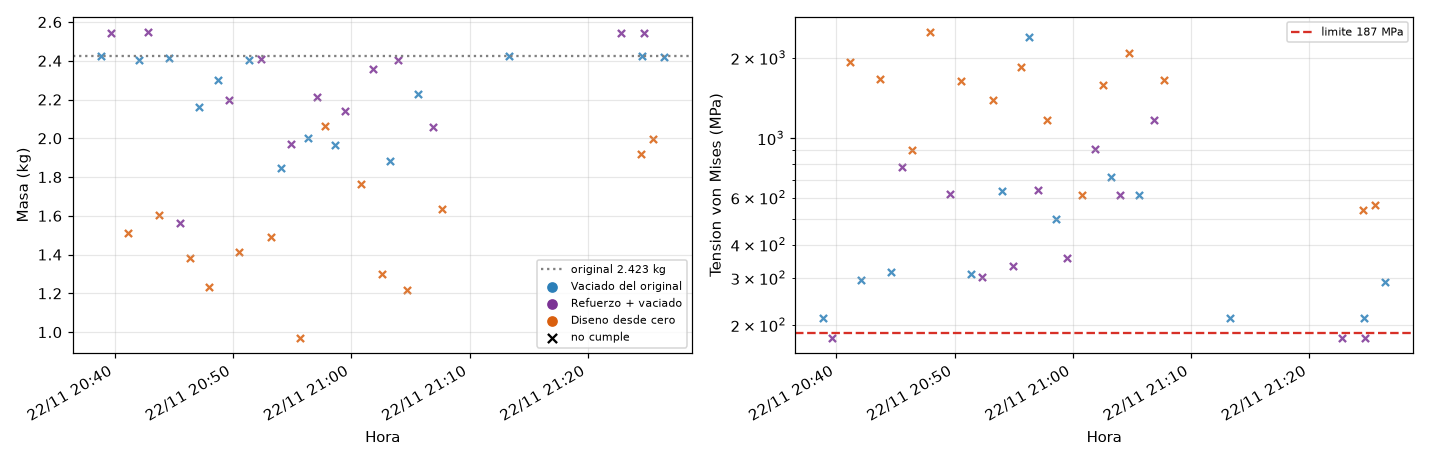 Masa (kg)
2.6
2.4
2.2
2.0
1.8
1.6
1.4
1.2
1.0
original 2.423 kg
Vaciado del original
Refuerzo + vaciado
Diseno desde cero
no cumple
22/11 20:40
22/11 20:50
22/11 21:00
22/11 21:10
22/11 21:20
Hora
Tension von Mises (MPa)
2 × 10³
10³
6 × 10²
4 × 10²
3 × 10²
2 × 10²
limite 187 MPa
22/11 20:40
22/11 20:50
22/11 21:00
22/11 21:10
22/11 21:20
Hora